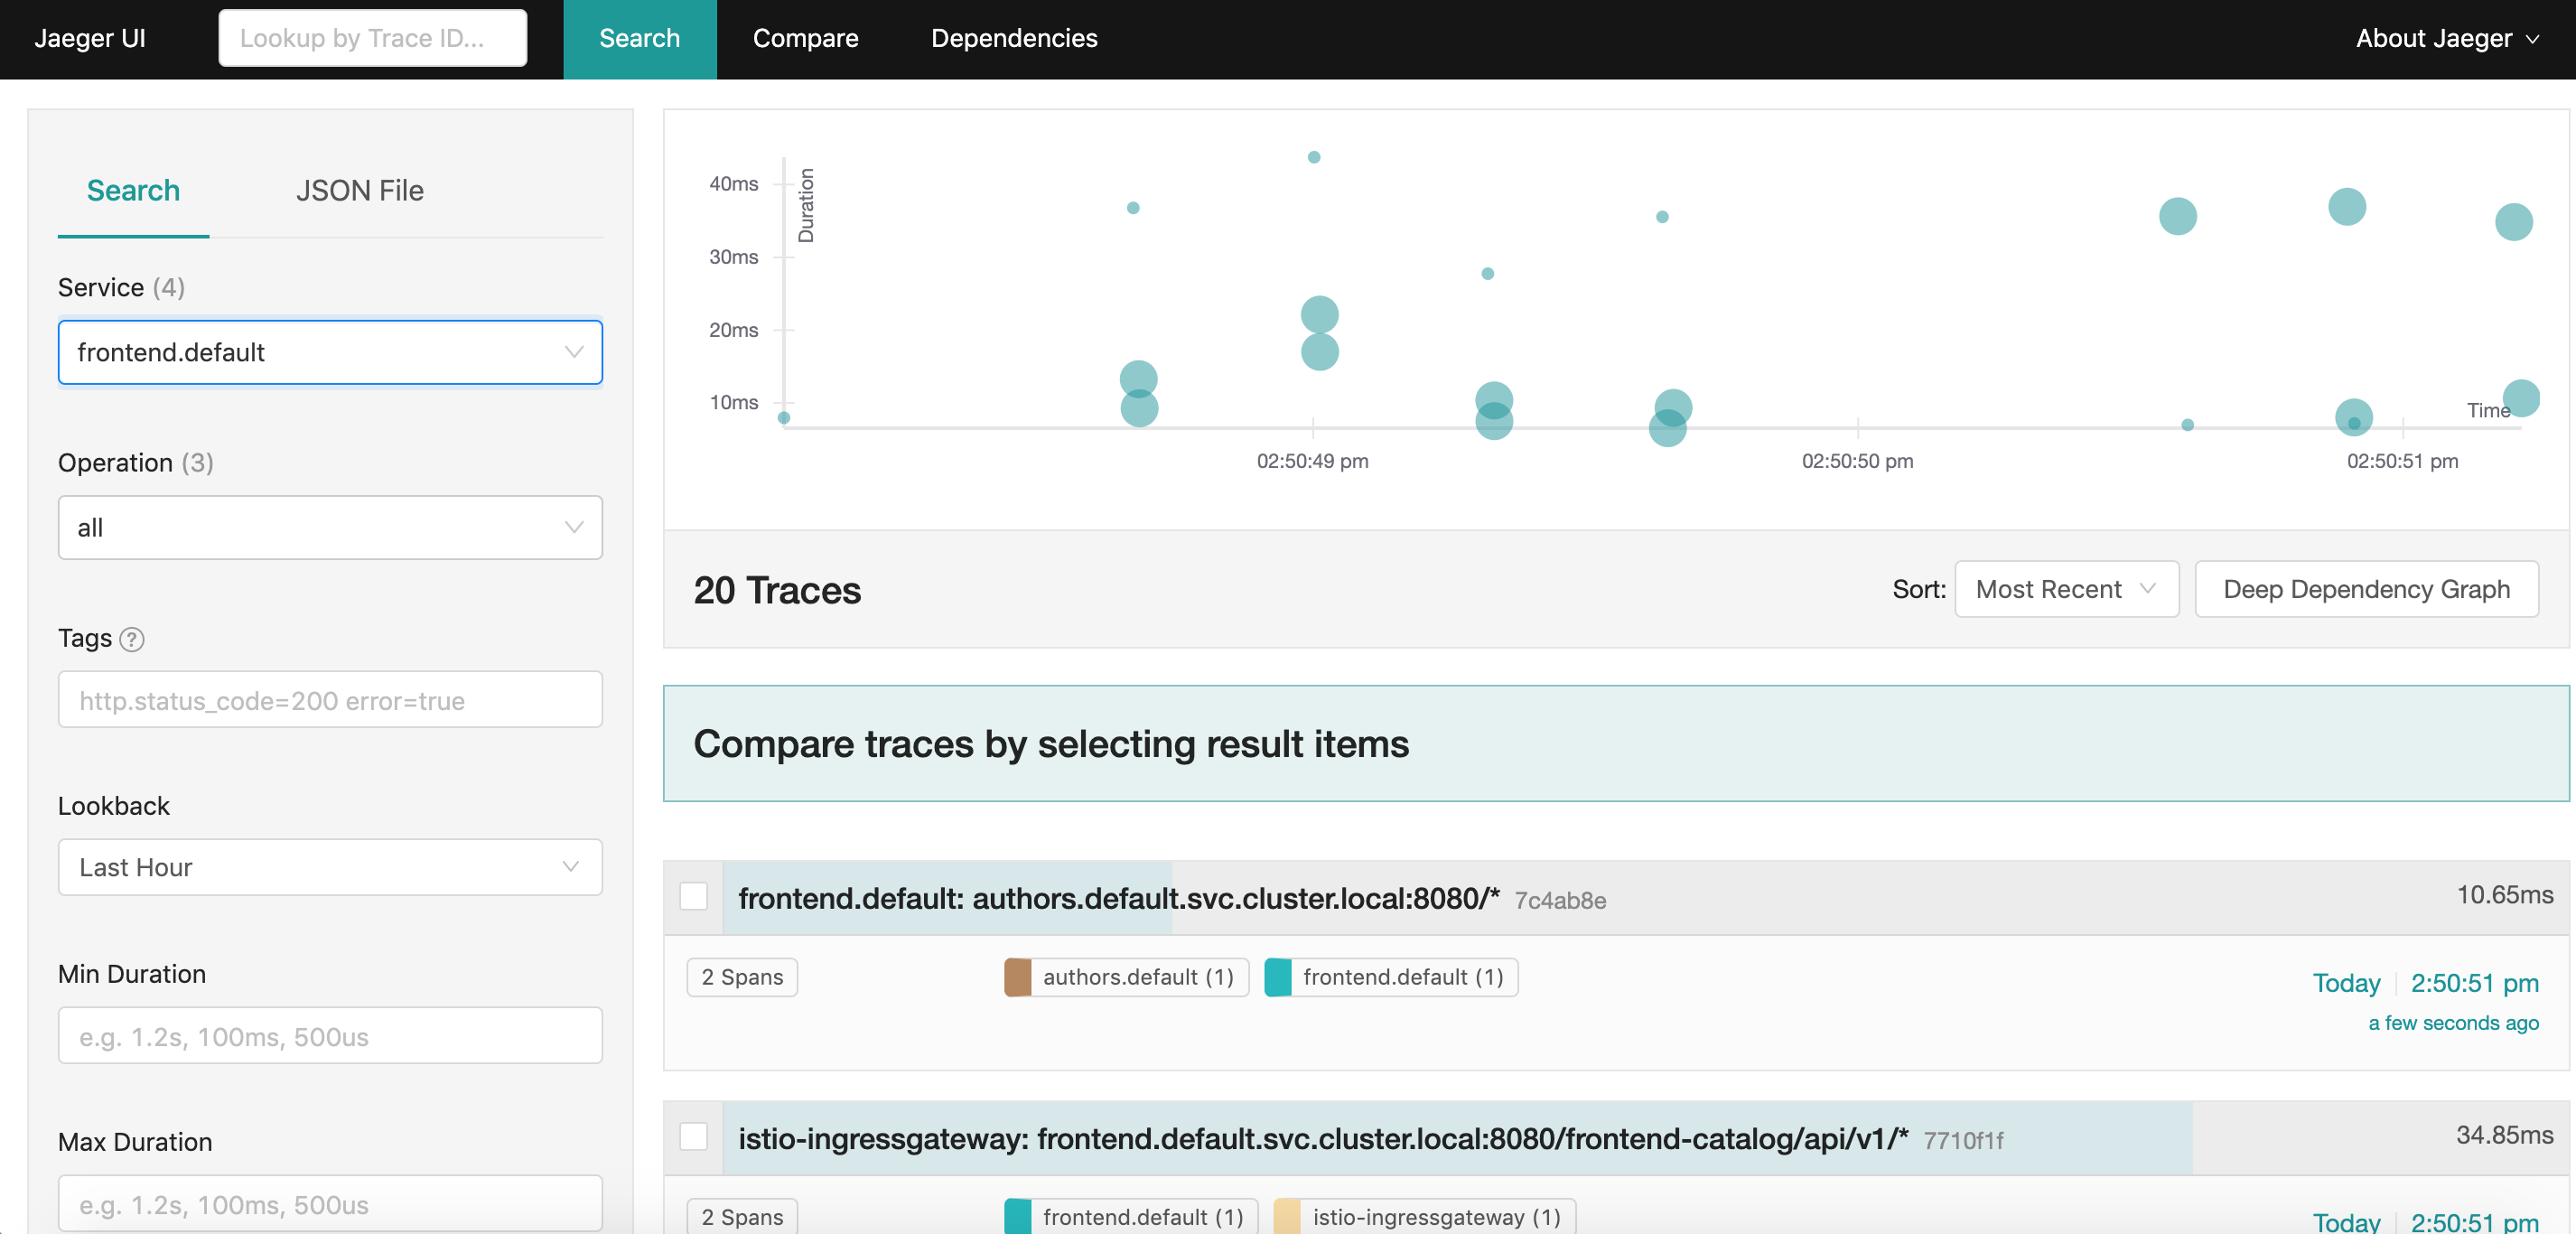 Jaeger UI
Lookup by Trace ID...
Search
Compare
Dependencies
About Jaeger
Search
JSON File
Service (4)
frontend.default
Operation (3)
all
Tags ?
http.status_code=200 error=true
Lookback
Last Hour
Min Duration
e.g. 1.2s, 100ms, 500us
Max Duration
e.g. 1.2s, 100ms, 500us
Duration
40ms
30ms
20ms
10ms
Time
02:50:49 pm
02:50:50 pm
02:50:51 pm
20 Traces
Sort:
Most Recent
Deep Dependency Graph
Compare traces by selecting result items
frontend.default: authors.default.svc.cluster.local:8080/* 7c4ab8e
10.65ms
2 Spans
authors.default (1)
frontend.default (1)
Today 2:50:51 pm
a few seconds ago
istio-ingressgateway: frontend.default.svc.cluster.local:8080/frontend-catalog/api/v1/* 7710f1f
34.85ms
2 Spans
frontend.default (1)
istio-ingressgateway (1)
Today 2:50:51 pm